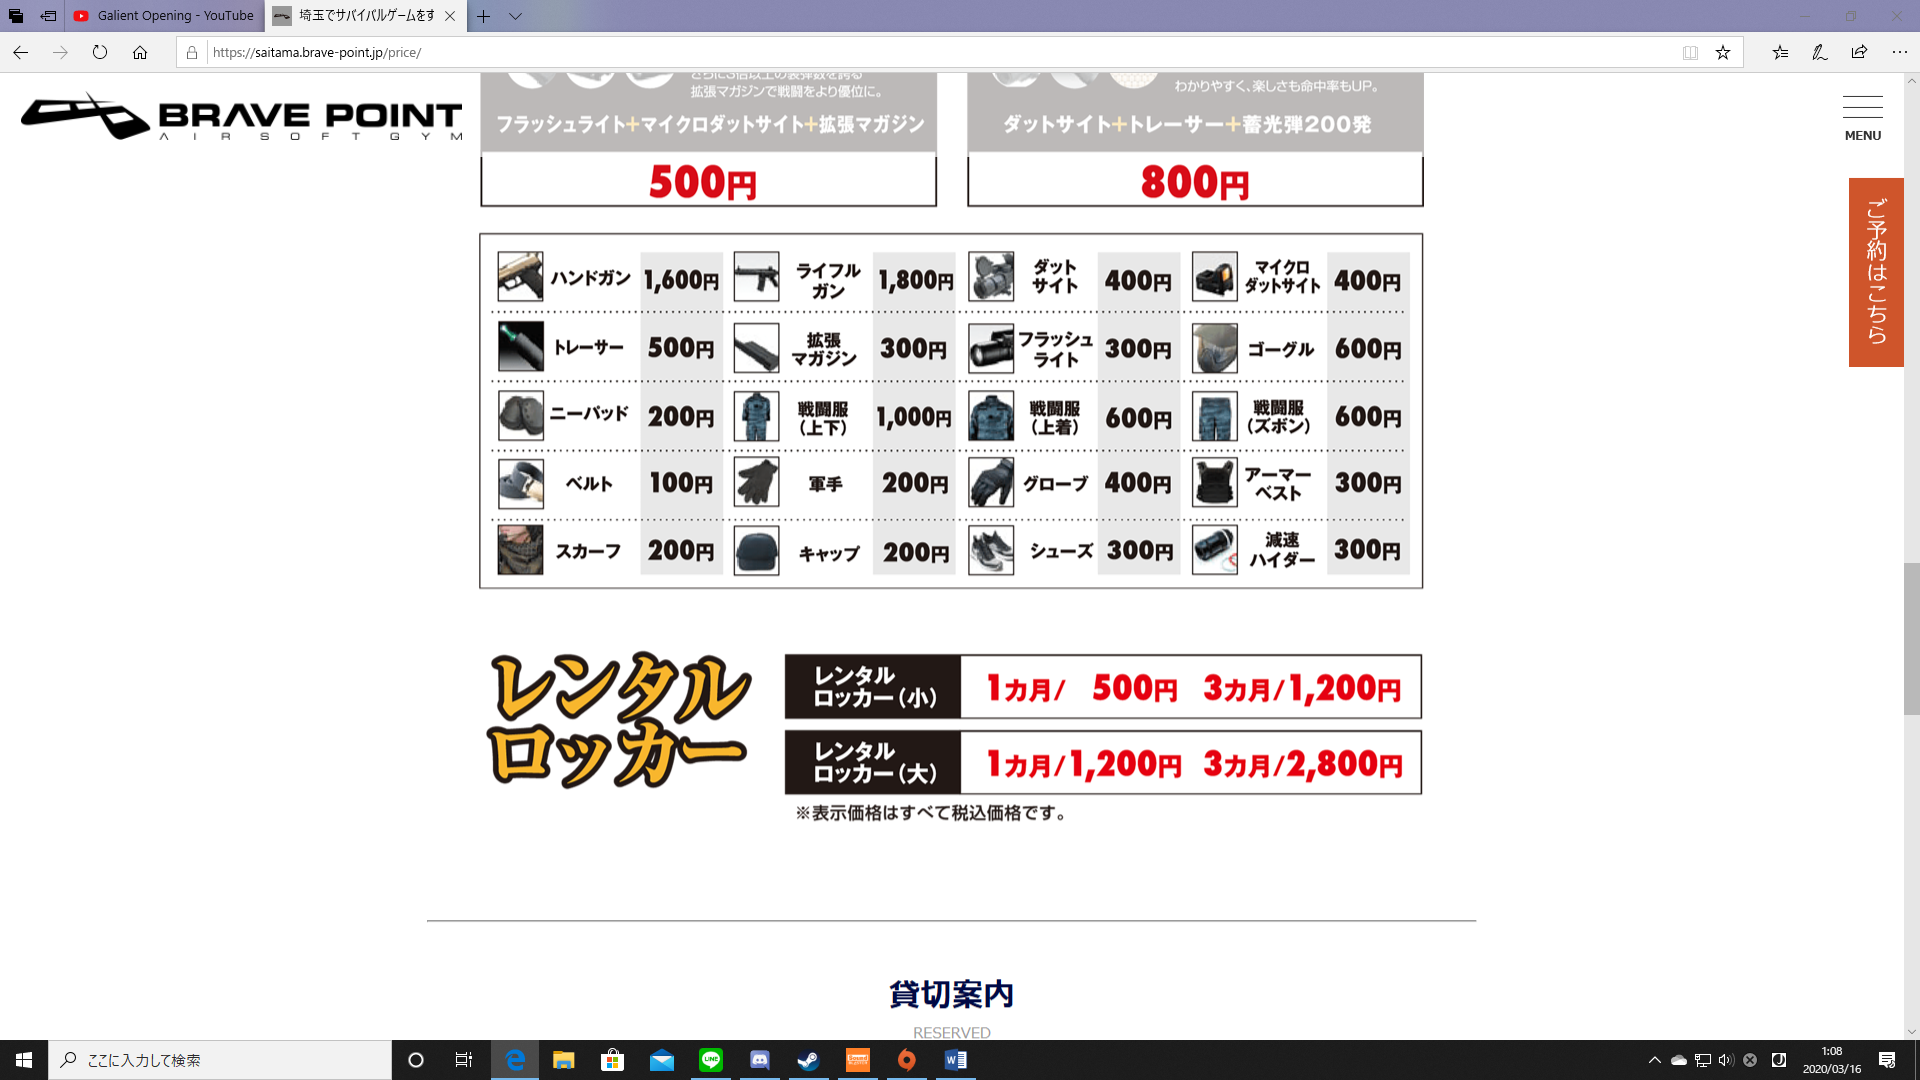 Galient Opening - YouTube
埼玉でサバイバルゲームをす
https://saitama.brave-point.jp/price/
BRAVE POINT
AIRSOFT GYM
MENU
ご予約はこちら
さらに3倍以上の装弾数を誇る
拡張マガジンで戦闘をより優位に。
フラッシュライト+マイクロダットサイト+拡張マガジン
500円
わかりやすく、楽しさも命中率もUP。
ダットサイト+トレーサー+蓄光弾200発
800円
ハンドガン 1,600円
ライフル
ガン 1,800円
ダット
サイト 400円
マイクロ
ダットサイト 400円
トレーサー 500円
拡張
マガジン 300円
フラッシュ
ライト 300円
ゴーグル 600円
ニーパッド 200円
戦闘服
(上下) 1,000円
戦闘服
(上着) 600円
戦闘服
(ズボン) 600円
ベルト 100円
軍手 200円
グローブ 400円
アーマー
ベスト 300円
スカーフ 200円
キャップ 200円
シューズ 300円
減速
ハイダー 300円
レンタル
ロッカー
レンタル
ロッカー(小)
1カ月/ 500円 3カ月/1,200円
レンタル
ロッカー(大)
1カ月/1,200円 3カ月/2,800円
※表示価格はすべて税込価格です。
貸切案内
RESERVED
ここに入力して検索
LINE
1:08
2020/03/16